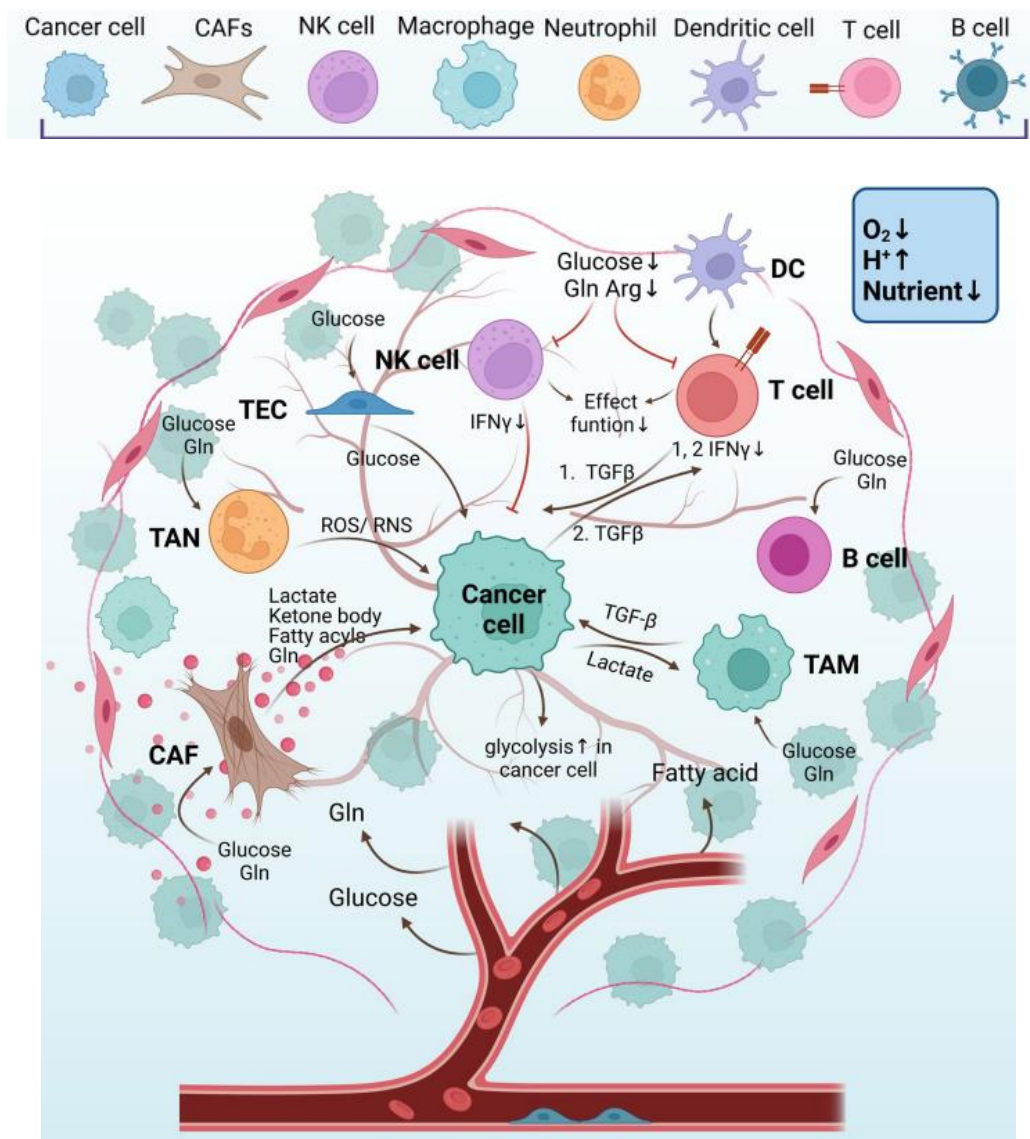 Cancer cell
CAFs
NK cell
Macrophage
Neutrophil
Dendritic cell
T cell
B cell
O₂↓
H⁺↑
Nutrient↓
Glucose↓
Gln Arg↓
DC
Glucose
NK cell
T cell
TEC
Effect
funtion↓
IFNγ↓
Glucose
Gln
Glucose
1, 2 IFNγ↓
1. TGFβ
Glucose
Gln
TAN
ROS/ RNS
2. TGFβ
B cell
Cancer
cell
Lactate
Ketone body
Fatty acyls
Gln
TGF-β
Lactate
TAM
CAF
glycolysis↑ in
cancer cell
Glucose
Gln
Fatty acid
Gln
Glucose
Gln
Glucose